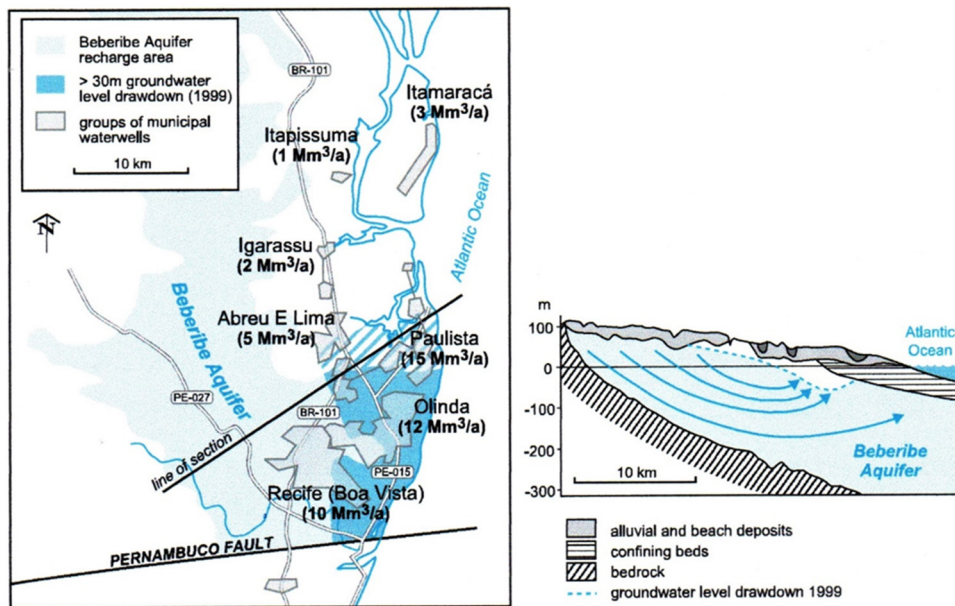 Beberibe Aquifer
recharge area
> 30m groundwater
level drawdown (1999)
groups of municipal
waterwells
10 km
N
BR-101
Itamaracá
(3 Mm³/a)
Itapissuma
(1 Mm³/a)
Atlantic Ocean
Igarassu
(2 Mm³/a)
Beberibe Aquifer
Abreu E Lima
(5 Mm³/a)
Paulista
(15 Mm³/a)
PE-027
BR-101
Olinda
(12 Mm³/a)
line of section
PE-015
Recife (Boa Vista)
(10 Mm³/a)
PERNAMBUCO FAULT
m
100
0
-100
-200
-300
Atlantic
Ocean
Beberibe
Aquifer
10 km
alluvial and beach deposits
confining beds
bedrock
groundwater level drawdown 1999